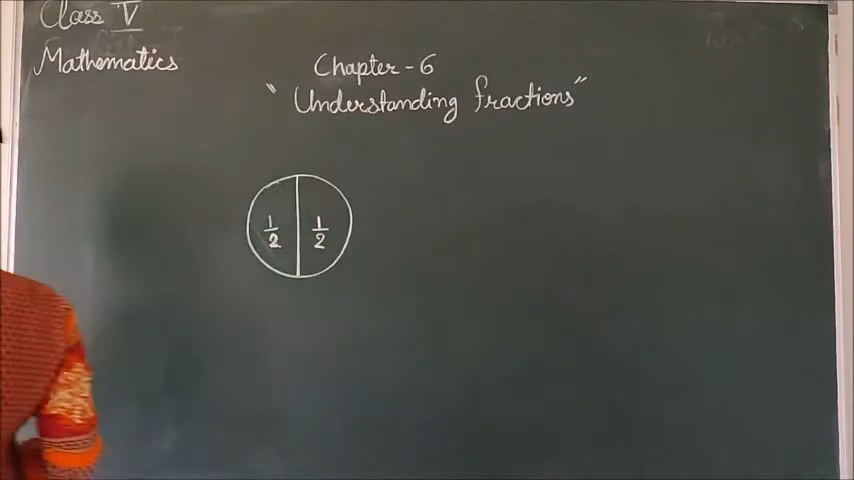 Class V
Mathematics
Chapter - 6
"Understanding fractions"
1/2 1/2